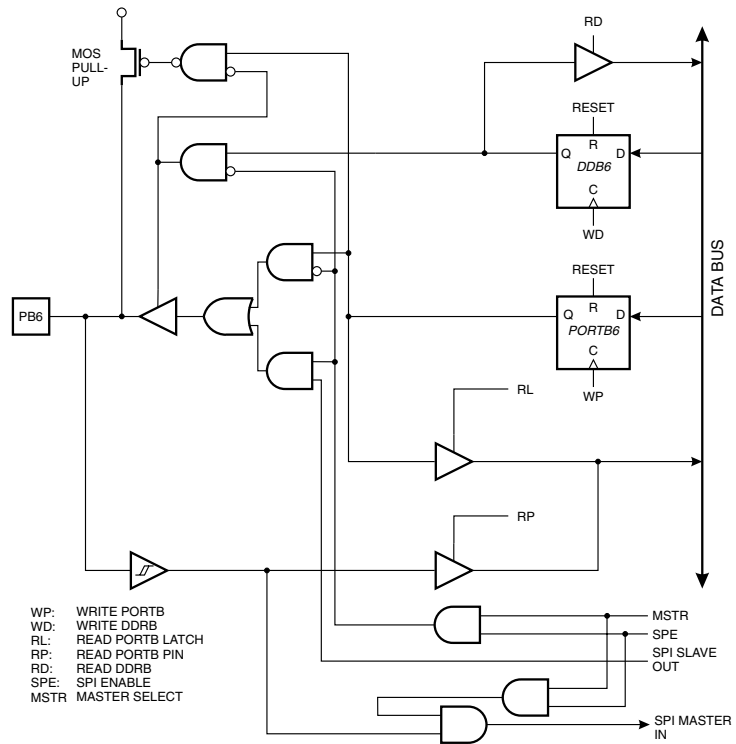 RD
MOS
PULL-
UP
RESET
R
Q
D
DDB6
C
WD
DATA BUS
RESET
R
Q
D
PB6
PORTB6
C
WP
RL
RP
WP: WRITE PORTB
WD: WRITE DDRB
RL: READ PORTB LATCH
RP: READ PORTB PIN
RD: READ DDRB
SPE: SPI ENABLE
MSTR MASTER SELECT
MSTR
SPE
SPI SLAVE
OUT
SPI MASTER
IN